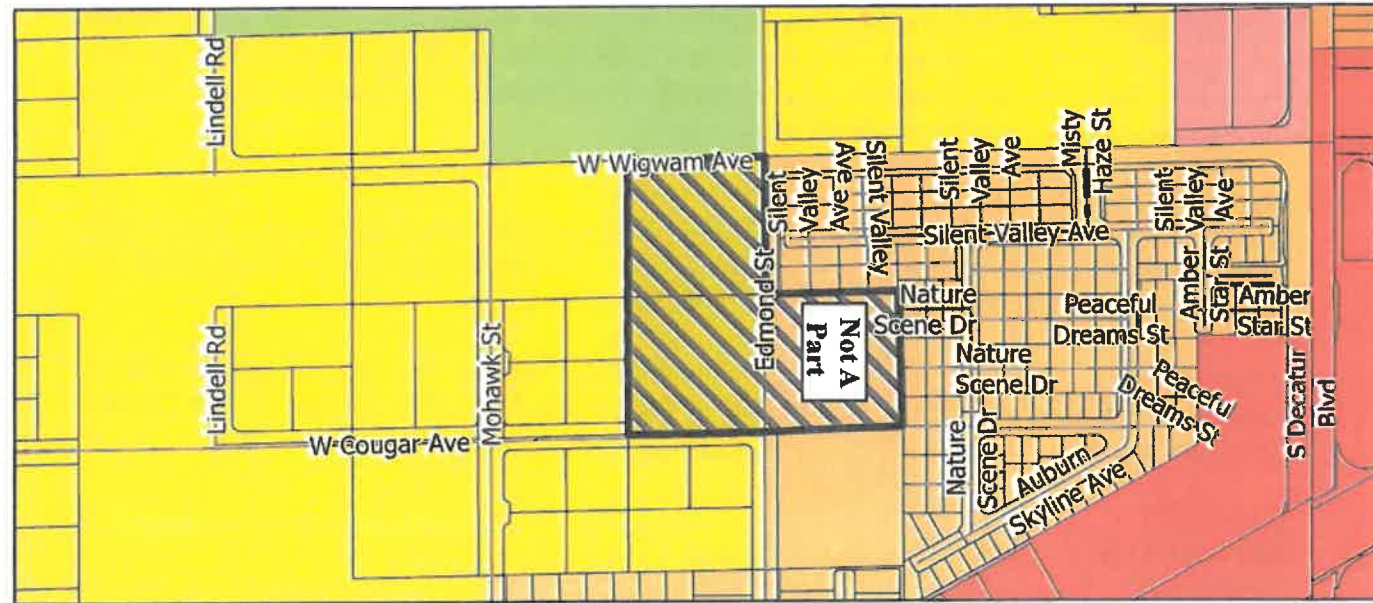 Lindell Rd
W Wigwam Ave
Silent
Valley
Ave
Ave
Silent Valley
Silent
Valley
Ave
Misty
Haze St
Silent
Valley
Ave
Silent Valley Ave
Edmond St
Not A
Part
Nature
Scene Dr
Nature
Scene Dr
Peaceful
Dreams St
Amber
Star St
Amber
Star St
Peaceful
Dreams St
S Decatur
Blvd
Lindell Rd
Mohawk St
W Cougar Ave
Nature
Scene Dr
Auburn
Skyline Ave